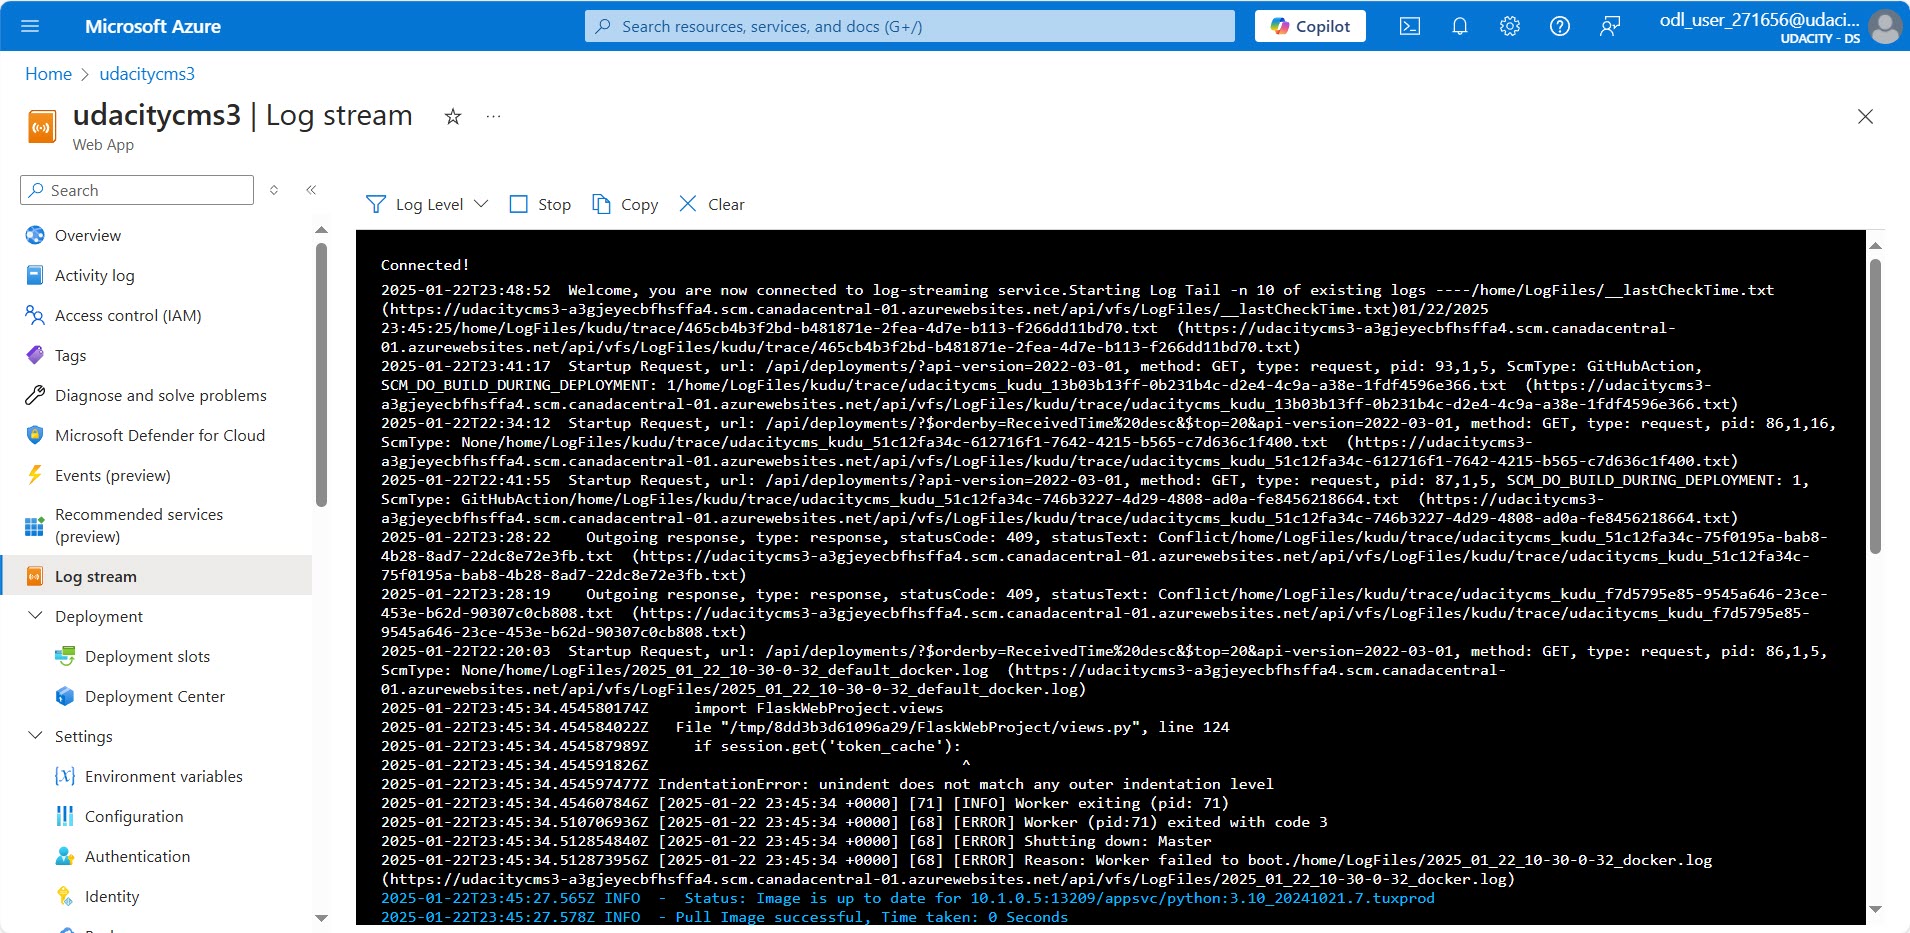 Microsoft Azure
Search resources, services, and docs (G+/)
Copilot
odl_user_271656@udaci...
UDACITY - DS
Home > udacitycms3
udacitycms3 | Log stream
Web App
Search
Log Level
Stop
Copy
Clear
Overview
Activity log
Access control (IAM)
Tags
Diagnose and solve problems
Microsoft Defender for Cloud
Events (preview)
Recommended services
(preview)
Log stream
Deployment
Deployment slots
Deployment Center
Settings
Environment variables
Configuration
Authentication
Identity
Connected!
2025-01-22T23:48:52  Welcome, you are now connected to log-streaming service.Starting Log Tail -n 10 of existing logs ----/home/LogFiles/__lastCheckTime.txt
(https://udacitycms3-a3gjeyecbfhsffa4.scm.canadacentral-01.azurewebsites.net/api/vfs/LogFiles/__lastCheckTime.txt)01/22/2025
23:45:25/home/LogFiles/kudu/trace/465cb4b3f2bd-b481871e-2fea-4d7e-b113-f266dd11bd70.txt  (https://udacitycms3-a3gjeyecbfhsffa4.scm.canadacentral-
01.azurewebsites.net/api/vfs/LogFiles/kudu/trace/465cb4b3f2bd-b481871e-2fea-4d7e-b113-f266dd11bd70.txt)
2025-01-22T23:41:17  Startup Request, url: /api/deployments/?api-version=2022-03-01, method: GET, type: request, pid: 93,1,5, ScmType: GitHubAction,
SCM_DO_BUILD_DURING_DEPLOYMENT: 1/home/LogFiles/kudu/trace/udacitycms_kudu_13b03b13ff-0b231b4c-d2e4-4c9a-a38e-1fdf4596e366.txt  (https://udacitycms3-
a3gjeyecbfhsffa4.scm.canadacentral-01.azurewebsites.net/api/vfs/LogFiles/kudu/trace/udacitycms_kudu_13b03b13ff-0b231b4c-d2e4-4c9a-a38e-1fdf4596e366.txt)
2025-01-22T22:34:12  Startup Request, url: /api/deployments/?$orderby=ReceivedTime%20desc&$top=20&api-version=2022-03-01, method: GET, type: request, pid: 86,1,16,
ScmType: None/home/LogFiles/kudu/trace/udacitycms_kudu_51c12fa34c-612716f1-7642-4215-b565-c7d636c1f400.txt  (https://udacitycms3-
a3gjeyecbfhsffa4.scm.canadacentral-01.azurewebsites.net/api/vfs/LogFiles/kudu/trace/udacitycms_kudu_51c12fa34c-612716f1-7642-4215-b565-c7d636c1f400.txt)
2025-01-22T22:41:55  Startup Request, url: /api/deployments/?api-version=2022-03-01, method: GET, type: request, pid: 87,1,5, SCM_DO_BUILD_DURING_DEPLOYMENT: 1,
ScmType: GitHubAction/home/LogFiles/kudu/trace/udacitycms_kudu_51c12fa34c-746b3227-4d29-4808-ad0a-fe8456218664.txt  (https://udacitycms3-
a3gjeyecbfhsffa4.scm.canadacentral-01.azurewebsites.net/api/vfs/LogFiles/kudu/trace/udacitycms_kudu_51c12fa34c-746b3227-4d29-4808-ad0a-fe8456218664.txt)
2025-01-22T23:28:22    Outgoing response, type: response, statusCode: 409, statusText: Conflict/home/LogFiles/kudu/trace/udacitycms_kudu_51c12fa34c-75f0195a-bab8-
4b28-8ad7-22dc8e72e3fb.txt  (https://udacitycms3-a3gjeyecbfhsffa4.scm.canadacentral-01.azurewebsites.net/api/vfs/LogFiles/kudu/trace/udacitycms_kudu_51c12fa34c-
75f0195a-bab8-4b28-8ad7-22dc8e72e3fb.txt)
2025-01-22T23:28:19    Outgoing response, type: response, statusCode: 409, statusText: Conflict/home/LogFiles/kudu/trace/udacitycms_kudu_f7d5795e85-9545a646-23ce-
453e-b62d-90307c0cb808.txt  (https://udacitycms3-a3gjeyecbfhsffa4.scm.canadacentral-01.azurewebsites.net/api/vfs/LogFiles/kudu/trace/udacitycms_kudu_f7d5795e85-
9545a646-23ce-453e-b62d-90307c0cb808.txt)
2025-01-22T22:20:03  Startup Request, url: /api/deployments/?$orderby=ReceivedTime%20desc&$top=20&api-version=2022-03-01, method: GET, type: request, pid: 86,1,5,
ScmType: None/home/LogFiles/2025_01_22_10-30-0-32_default_docker.log  (https://udacitycms3-a3gjeyecbfhsffa4.scm.canadacentral-
01.azurewebsites.net/api/vfs/LogFiles/2025_01_22_10-30-0-32_default_docker.log)
2025-01-22T23:45:34.454580174Z     import FlaskWebProject.views
2025-01-22T23:45:34.454584022Z   File "/tmp/8dd3b3d61096a29/FlaskWebProject/views.py", line 124
2025-01-22T23:45:34.454587989Z     if session.get('token_cache'):
2025-01-22T23:45:34.454591826Z                                   ^
2025-01-22T23:45:34.454597477Z IndentationError: unindent does not match any outer indentation level
2025-01-22T23:45:34.454607846Z [2025-01-22 23:45:34 +0000] [71] [INFO] Worker exiting (pid: 71)
2025-01-22T23:45:34.510706936Z [2025-01-22 23:45:34 +0000] [68] [ERROR] Worker (pid:71) exited with code 3
2025-01-22T23:45:34.512854840Z [2025-01-22 23:45:34 +0000] [68] [ERROR] Shutting down: Master
2025-01-22T23:45:34.512873956Z [2025-01-22 23:45:34 +0000] [68] [ERROR] Reason: Worker failed to boot./home/LogFiles/2025_01_22_10-30-0-32_docker.log
(https://udacitycms3-a3gjeyecbfhsffa4.scm.canadacentral-01.azurewebsites.net/api/vfs/LogFiles/2025_01_22_10-30-0-32_docker.log)
2025-01-22T23:45:27.565Z INFO  -  Status: Image is up to date for 10.1.0.5:13209/appsvc/python:3.10_20241021.7.tuxprod
2025-01-22T23:45:27.578Z INFO  - Pull Image successful, Time taken: 0 Seconds